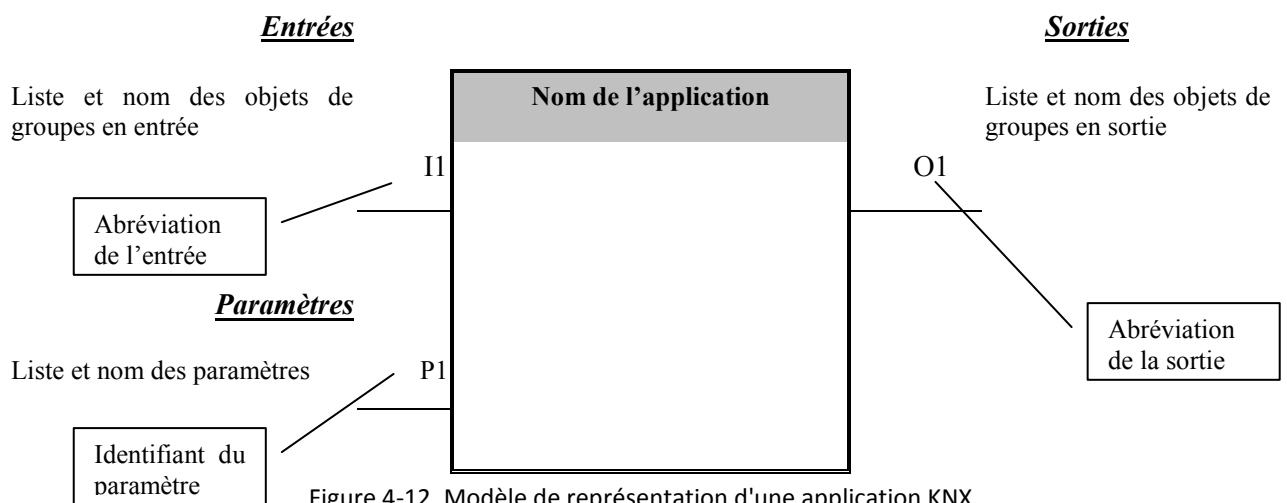 Entrées
Sorties
Liste et nom des objets de
groupes en entrée
Nom de l’application
Liste et nom des objets de
groupes en sortie
I1
O1
Abréviation
de l’entrée
Paramètres
Abréviation
de la sortie
Liste et nom des paramètres
P1
Identifiant du
paramètre
Figure 4-12. Modèle de représentation d'une application KNX